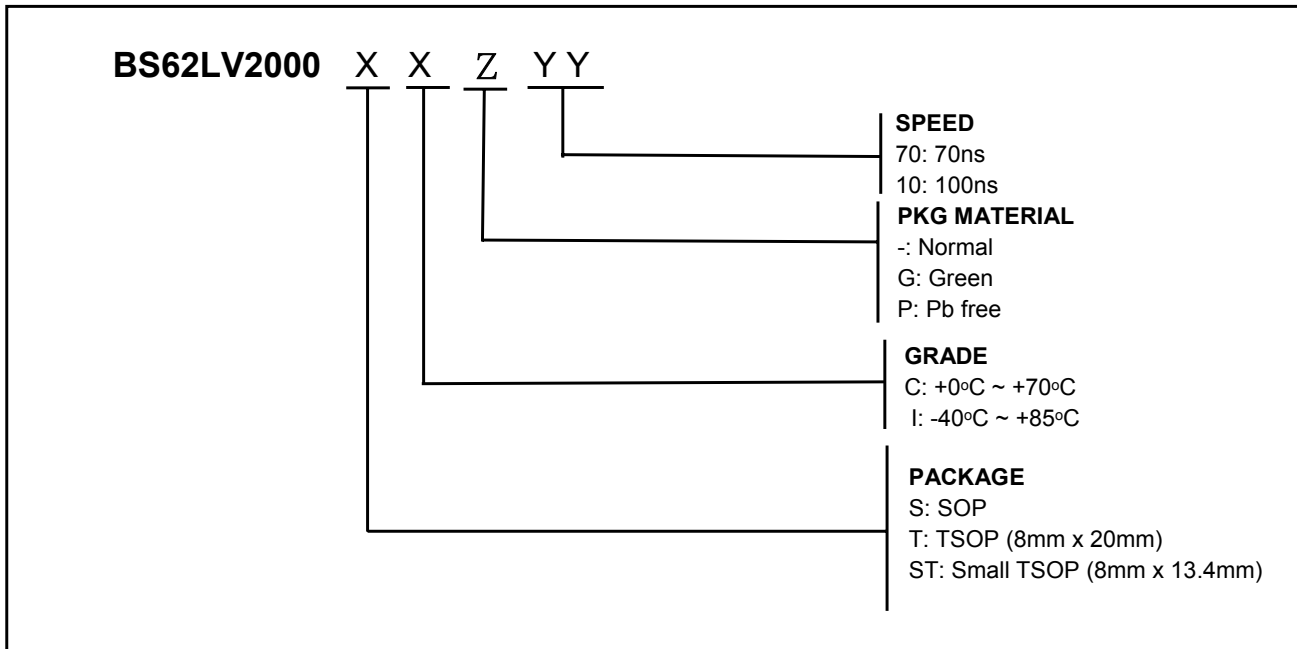 BS62LV2000 X X Z Y Y
SPEED
70: 70ns
10: 100ns
PKG MATERIAL
-: Normal
G: Green
P: Pb free
GRADE
C: +0oC ~ +70oC
I: -40oC ~ +85oC
PACKAGE
S: SOP
T: TSOP (8mm x 20mm)
ST: Small TSOP (8mm x 13.4mm)